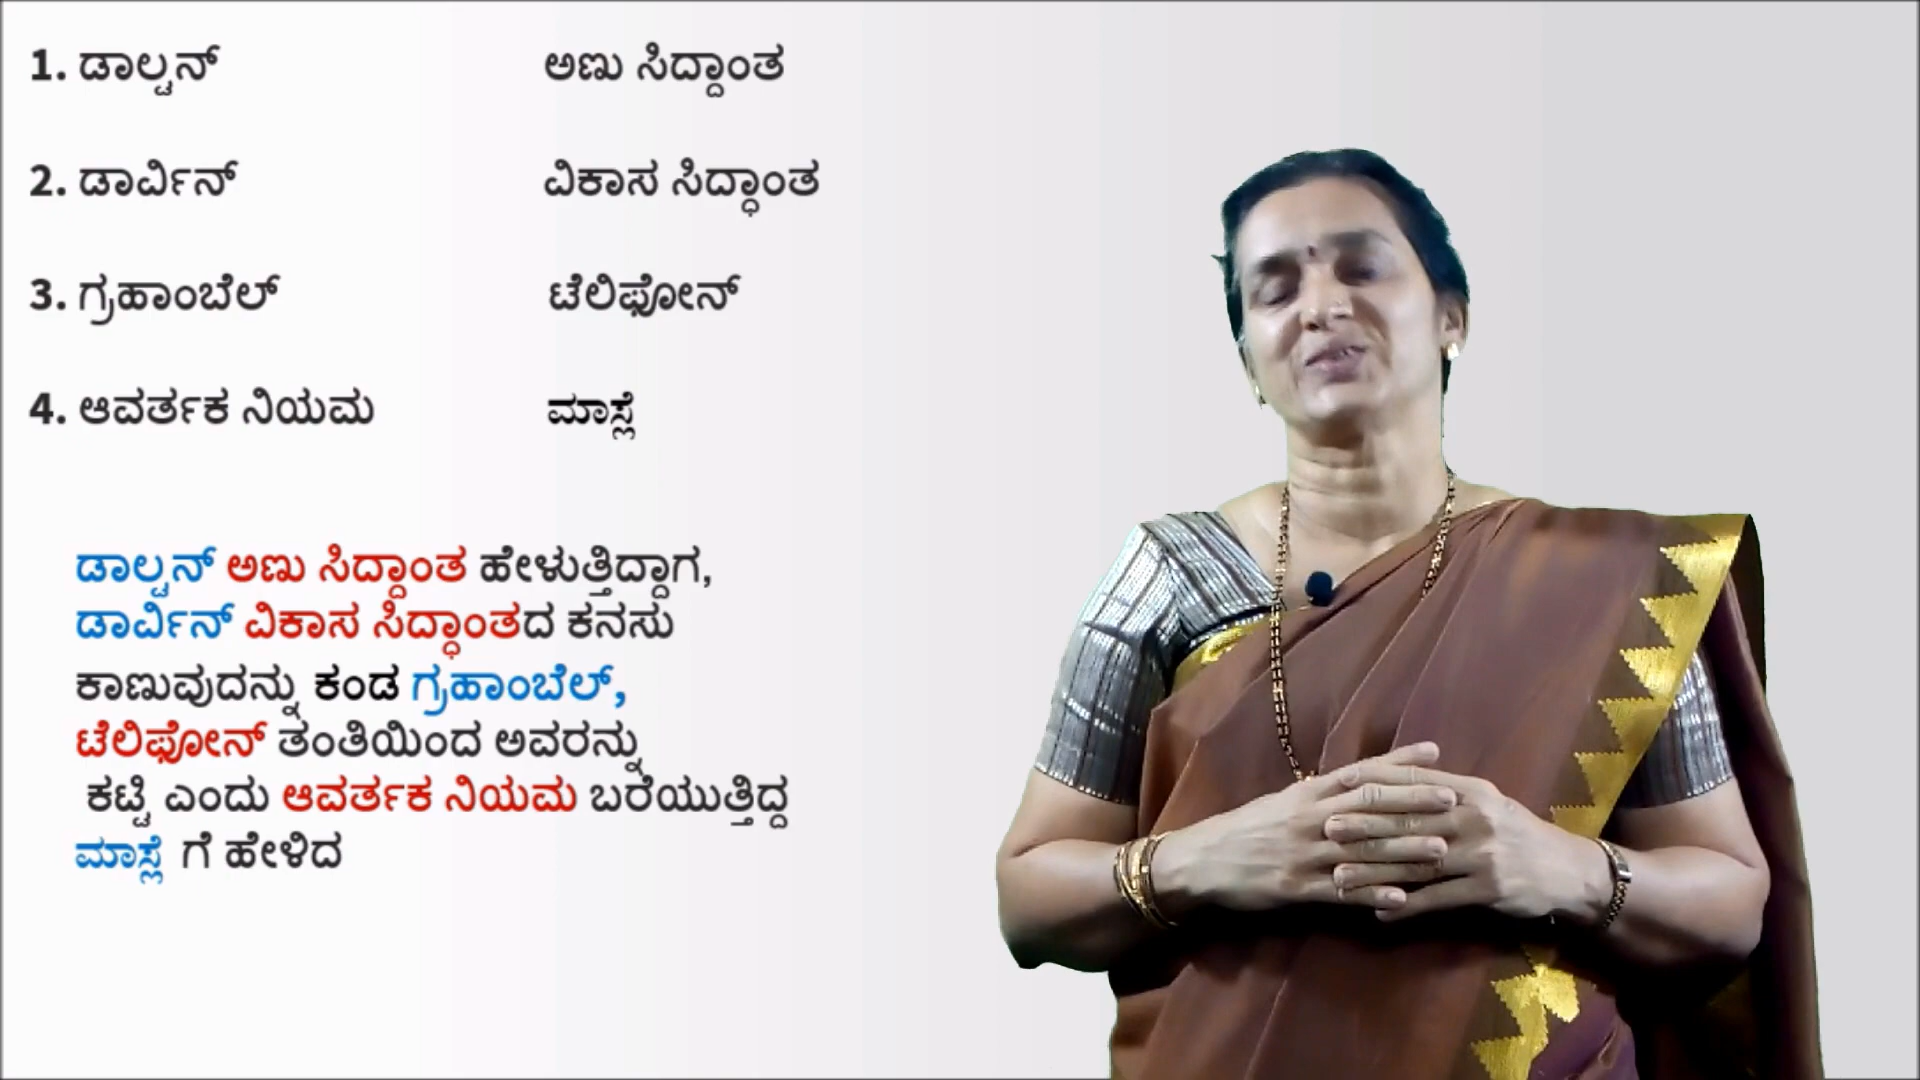 1. ಡಾಲ್ಟನ್ ಅಣು ಸಿದ್ದಾಂತ
2. ಡಾರ್ವಿನ್ ವಿಕಾಸ ಸಿದ್ಧಾಂತ
3. ಗ್ರಹಾಂಬೆಲ್ ಟೆಲಿಫೋನ್
4. ಆವರ್ತಕ ನಿಯಮ ಮಾಸ್ಲೆ
ಡಾಲ್ಟನ್ ಅಣು ಸಿದ್ದಾಂತ ಹೇಳುತ್ತಿದ್ದಾಗ,
ಡಾರ್ವಿನ್ ವಿಕಾಸ ಸಿದ್ಧಾಂತದ ಕನಸು
ಕಾಣುವುದನ್ನು ಕಂಡ ಗ್ರಹಾಂಬೆಲ್,
ಟೆಲಿಫೋನ್ ತಂತಿಯಿಂದ ಅವರನ್ನು
ಕಟ್ಟಿ ಎಂದು ಆವರ್ತಕ ನಿಯಮ ಬರೆಯುತ್ತಿದ್ದ
ಮಾಸ್ಲೆ ಗೆ ಹೇಳಿದ